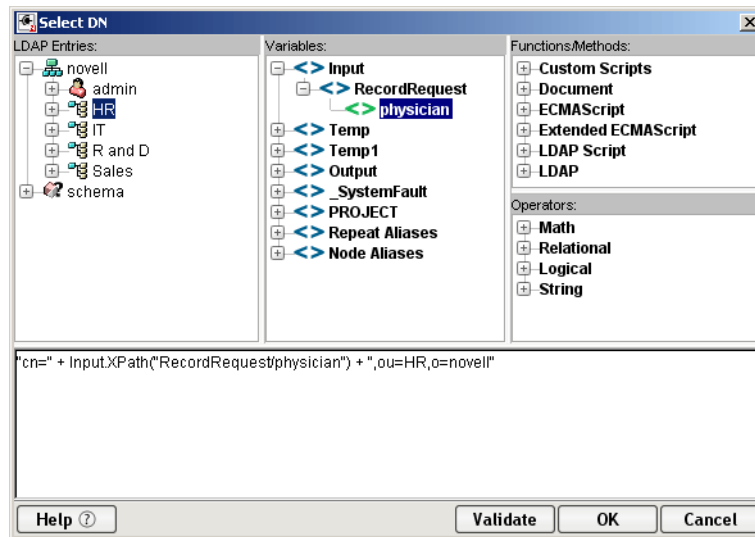 Select DN
LDAP Entries:
novell
admin
HR
IT
R and D
Sales
schema
Variables:
Input
RecordRequest
physician
Temp
Temp1
Output
_SystemFault
PROJECT
Repeat Aliases
Node Aliases
Functions/Methods:
Custom Scripts
Document
ECMAScript
Extended ECMAScript
LDAP Script
LDAP
Operators:
Math
Relational
Logical
String
"cn=" + Input.XPath("RecordRequest/physician") + ",ou=HR,o=novell"
Help ?
Validate
OK
Cancel